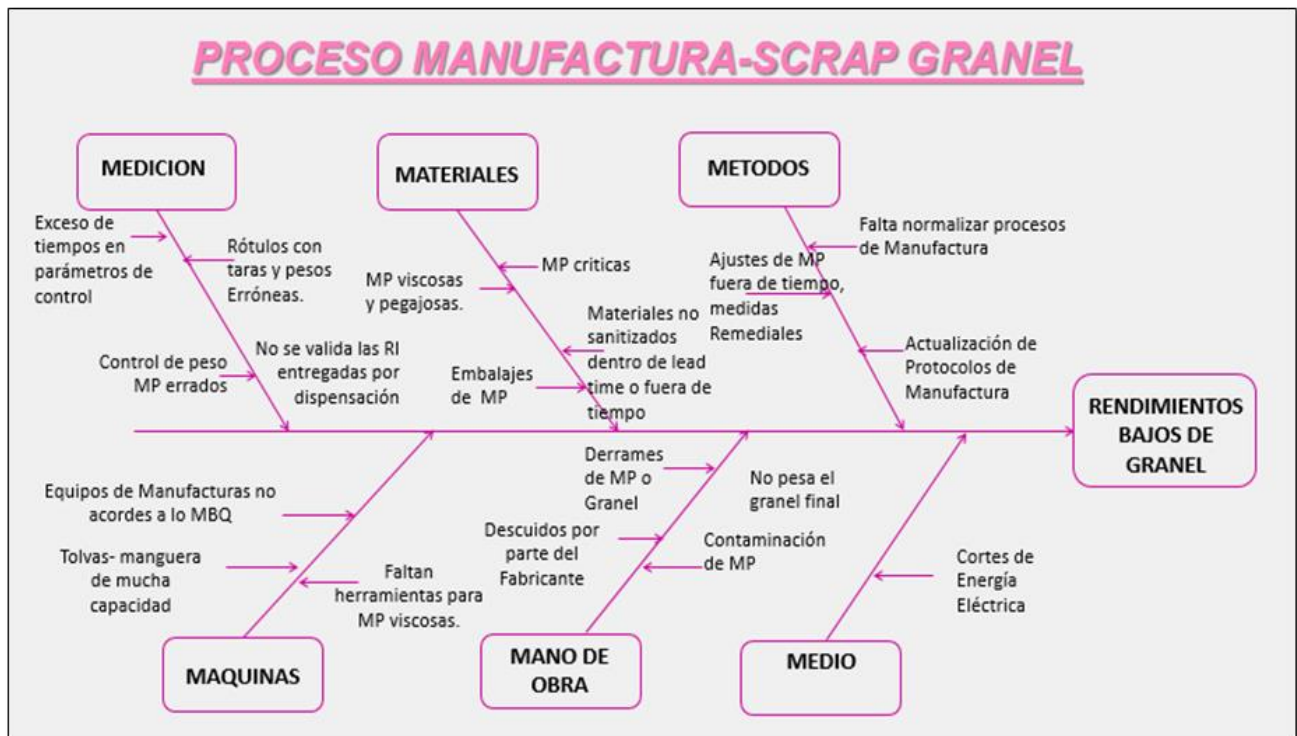 PROCESO MANUFACTURA-SCRAP GRANEL
MEDICION
MATERIALES
METODOS
Exceso de
tiempos en
parámetros de
control
Rótulos con
taras y pesos
Erróneas.
Control de peso
MP errados
No se valida las RI
entregadas por
dispensación
MP criticas
MP viscosas
y pegajosas.
Materiales no
sanitizados
dentro de lead
time o fuera de
tiempo
Embalajes
de MP
Falta normalizar procesos
de Manufactura
Ajustes de MP
fuera de tiempo,
medidas
Remediales
Actualización de
Protocolos de
Manufactura
RENDIMIENTOS
BAJOS DE
GRANEL
Equipos de Manufacturas no
acordes a lo MBQ
Tolvas- manguera
de mucha
capacidad
Faltan
herramientas para
MP viscosas.
Derrames
de MP o
Granel
No pesa el
granel final
Descuidos por
parte del
Fabricante
Contaminación
de MP
Cortes de
Energía
Eléctrica
MAQUINAS
MANO DE
OBRA
MEDIO